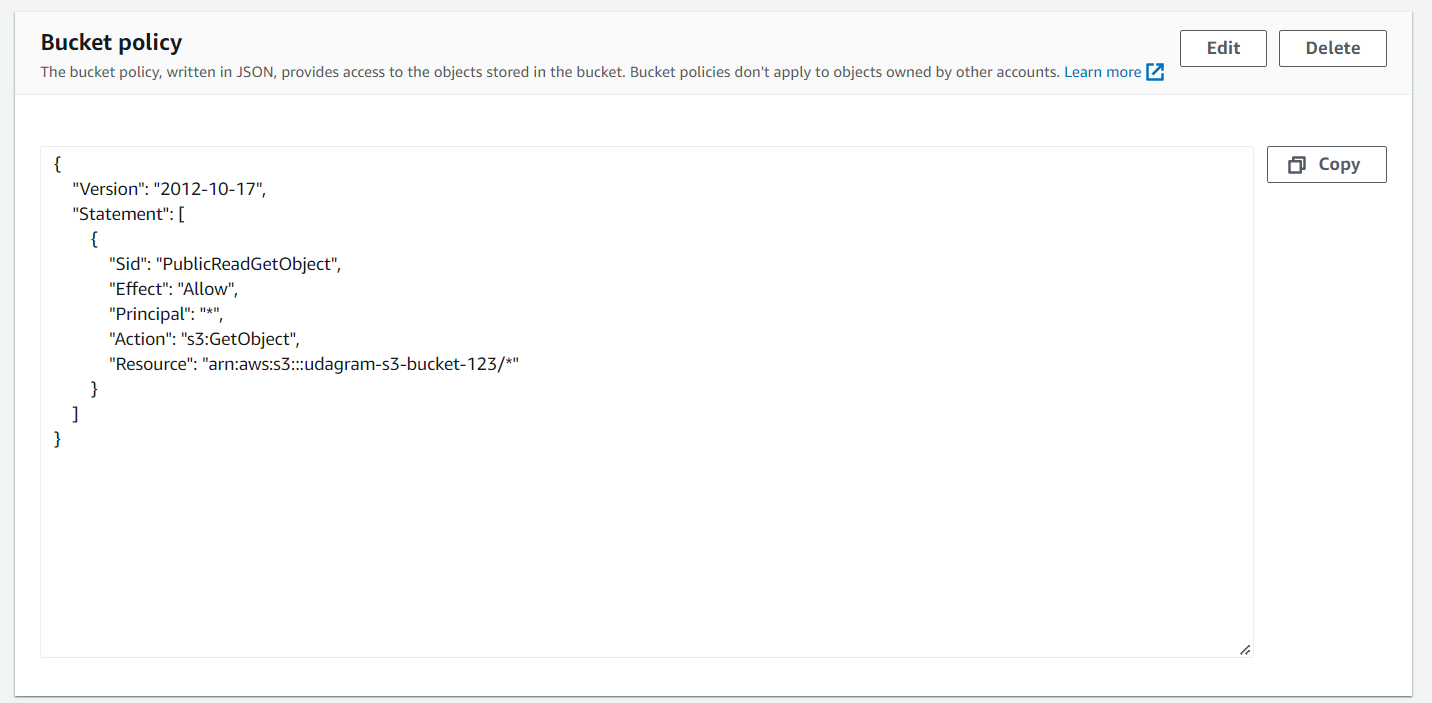 Bucket policy
Edit
Delete
The bucket policy, written in JSON, provides access to the objects stored in the bucket. Bucket policies don't apply to objects owned by other accounts. Learn more
Copy
{
"Version": "2012-10-17",
"Statement": [
{
"Sid": "PublicReadGetObject",
"Effect": "Allow",
"Principal": "*",
"Action": "s3:GetObject",
"Resource": "arn:aws:s3:::udagram-s3-bucket-123/*"
}
]
}